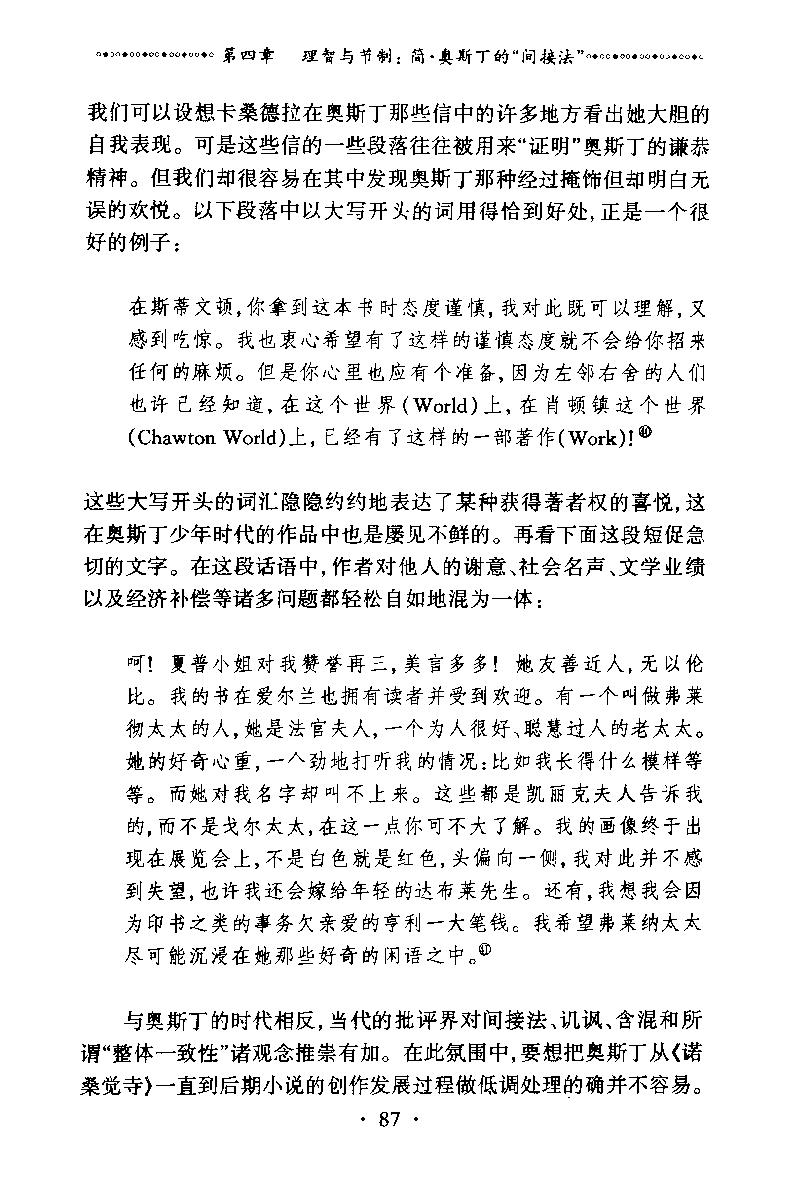 第四章 理智与节制：简·奥斯丁的“间接法”
我们可以设想卡桑德拉在奥斯丁那些信中的许多地方看出她大胆的
自我表现。可是这些信的一些段落往往被用来“证明”奥斯丁的谦恭
精神。但我们却很容易在其中发现奥斯丁那种经过掩饰但却明白无
误的欢悦。以下段落中以大写开头的词用得恰到好处，正是一个很
好的例子：
在斯蒂文顿，你拿到这本书时态度谨慎，我对此既可以理解，又
感到吃惊。我也衷心希望有了这样的谨慎态度就不会给你招来
任何的麻烦。但是你心里也应有个准备，因为左邻右舍的人们
也许已经知道，在这个世界(World)上，在肖顿镇这个世界
(Chawton World)上，已经有了这样的一部著作(Work)!㊵
这些大写开头的词汇隐隐约约地表达了某种获得著者权的喜悦，这
在奥斯丁少年时代的作品中也是屡见不鲜的。再看下面这段短促急
切的文字。在这段话语中，作者对他人的谢意、社会名声、文学业绩
以及经济补偿等诸多问题都轻松自如地混为一体：
呵！夏普小姐对我赞誉再三，美言多多！她友善近人，无以伦
比。我的书在爱尔兰也拥有读者并受到欢迎。有一个叫做弗莱
彻太太的人，她是法官夫人，一个为人很好、聪慧过人的老太太。
她的好奇心重，一个劲地打听我的情况：比如我长得什么模样等
等。而她对我名字却叫不上来。这些都是凯丽克夫人告诉我
的，而不是戈尔太太，在这一点你可不大了解。我的画像终于出
现在展览会上，不是白色就是红色，头偏向一侧，我对此并不感
到失望，也许我还会嫁给年轻的达布莱先生。还有，我想我会因
为印书之类的事务欠亲爱的亨利一大笔钱。我希望弗莱纳太太
尽可能沉浸在她那些好奇的闲语之中。㊶
与奥斯丁的时代相反，当代的批评界对间接法、讥讽、含混和所
谓“整体一致性”诸观念推崇有加。在此氛围中，要想把奥斯丁从《诺
桑觉寺》一直到后期小说的创作发展过程做低调处理的确并不容易。
· 87 ·